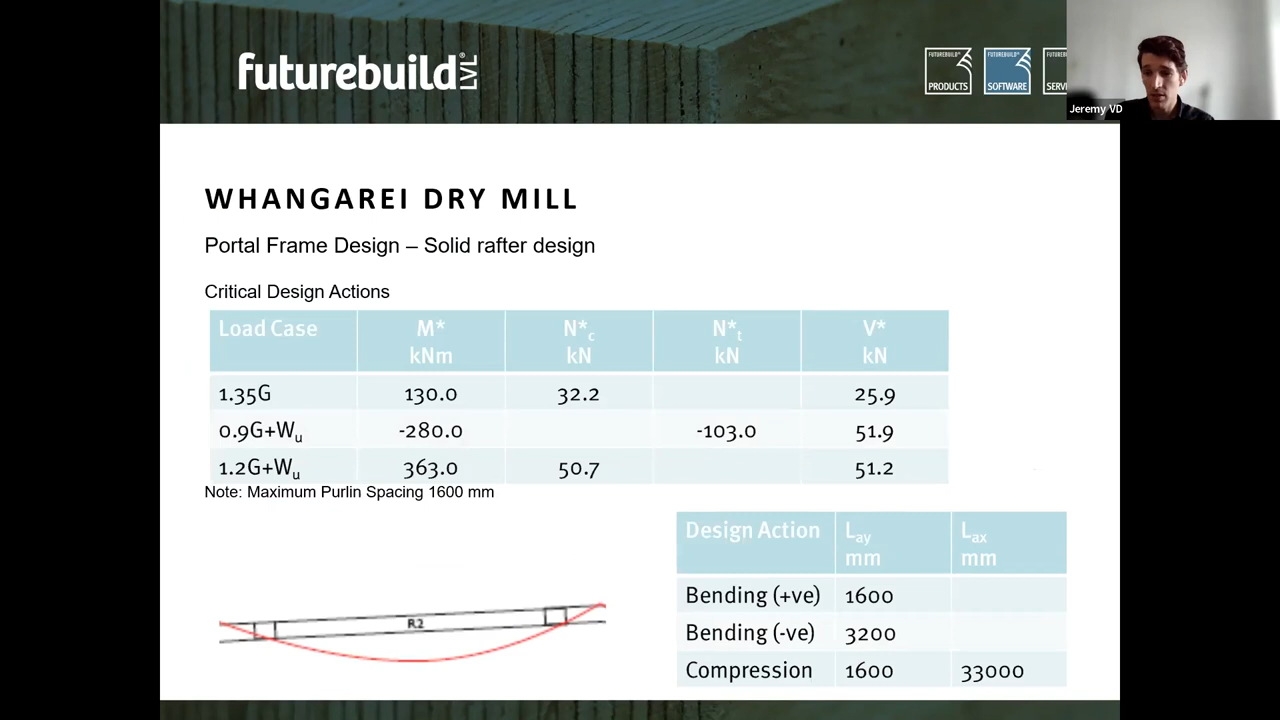 futurebuild LVL®
FUTUREBUILD™ PRODUCTS
FUTUREBUILD™ SOFTWARE
Jeremy VD
WHANGAREI DRY MILL
Portal Frame Design – Solid rafter design
Critical Design Actions
Load Case M* kNm N*c kN N*t kN V* kN
1.35G 130.0 32.2 25.9
0.9G+Wu -280.0 -103.0 51.9
1.2G+Wu 363.0 50.7 51.2
Note: Maximum Purlin Spacing 1600 mm
Design Action Lay mm Lax mm
Bending (+ve) 1600
Bending (-ve) 3200
Compression 1600 33000
R2